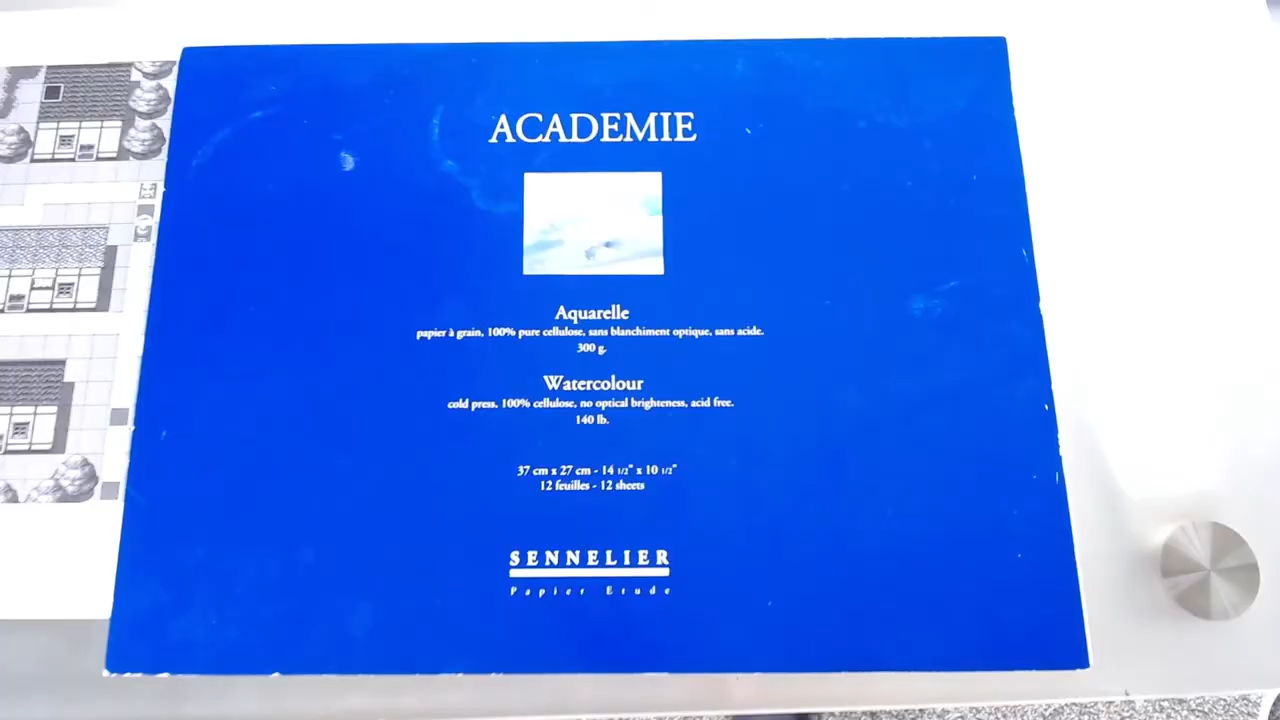 ACADEMIE
Aquarelle
papier à grain, 100% pure cellulose, sans blanchiment optique, sans acide.
300 g.
Watercolour
cold press, 100% cellulose, no optical brighteness, acid free.
140 lb.
37 cm x 27 cm - 14 1/2" x 10 1/2"
12 feuilles - 12 sheets
SENNELIER
Papier Etude